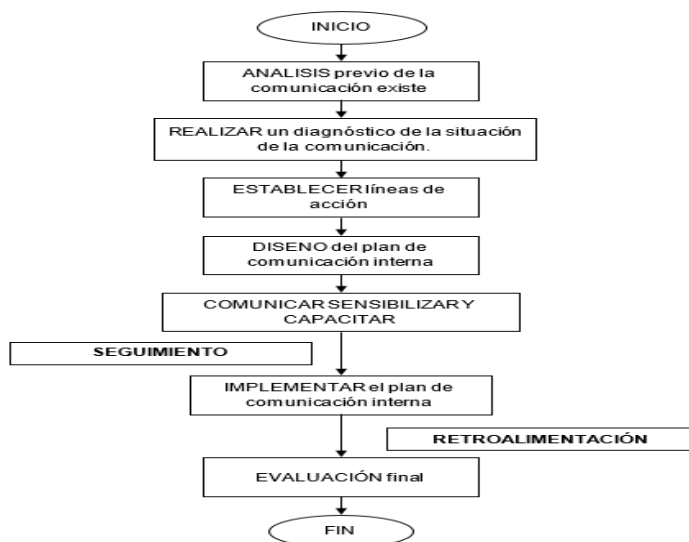 INICIO
ANALISIS previo de la
comunicación existe
REALIZAR un diagnóstico de la situación
de la comunicación.
ESTABLECER líneas de
acción
DISENO del plan de
comunicación interna
COMUNICAR SENSIBILIZAR Y
CAPACITAR
SEGUIMIENTO
IMPLEMENTAR el plan de
comunicación interna
RETROALIMENTACIÓN
EVALUACIÓN final
FIN